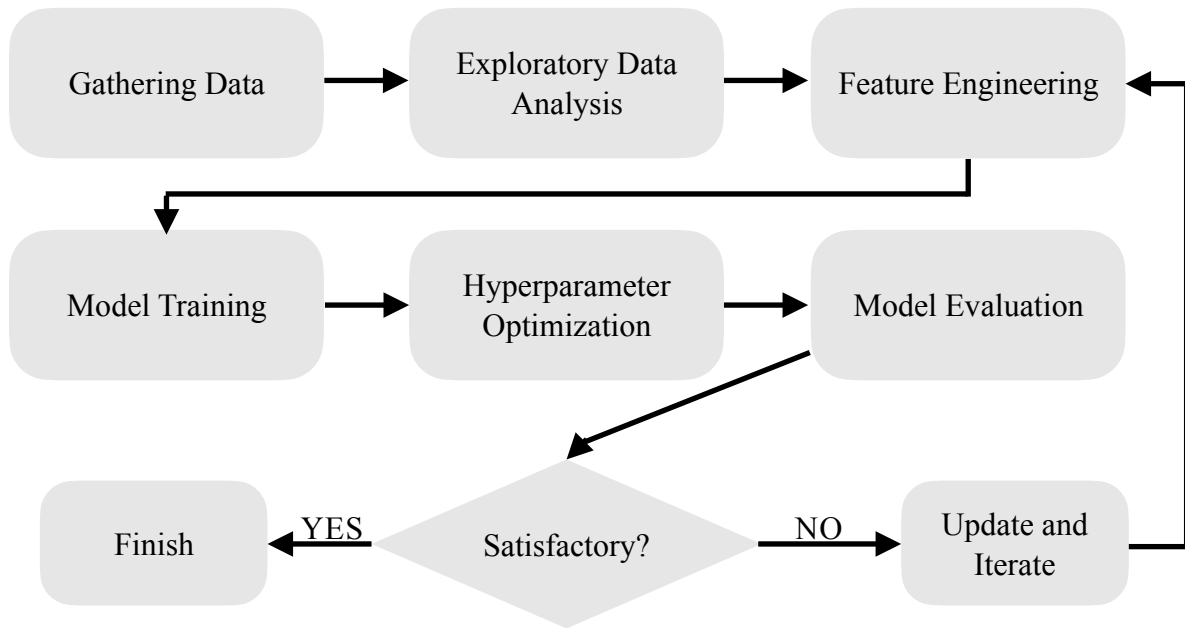 Gathering Data
Exploratory Data
Analysis
Feature Engineering
Model Training
Hyperparameter
Optimization
Model Evaluation
Finish
YES
Satisfactory?
NO
Update and
Iterate